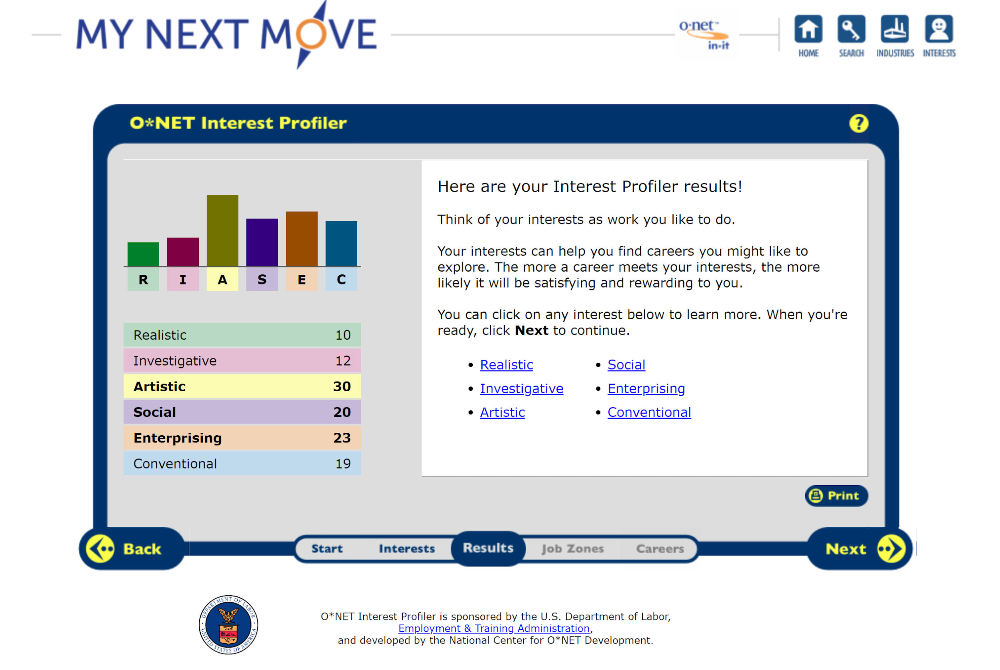 MY NEXT MOVE
o·net™
in·it
HOME
SEARCH
INDUSTRIES
INTERESTS
O*NET Interest Profiler
?
R I A S E C
Realistic 10
Investigative 12
Artistic 30
Social 20
Enterprising 23
Conventional 19
Here are your Interest Profiler results!
Think of your interests as work you like to do.
Your interests can help you find careers you might like to
explore. The more a career meets your interests, the more
likely it will be satisfying and rewarding to you.
You can click on any interest below to learn more. When you're
ready, click Next to continue.
• Realistic
• Investigative
• Artistic
• Social
• Enterprising
• Conventional
Print
Back
Start
Interests
Results
Job Zones
Careers
Next
DEPARTMENT OF LABOR
UNITED STATES OF AMERICA
O*NET Interest Profiler is sponsored by the U.S. Department of Labor,
Employment & Training Administration,
and developed by the National Center for O*NET Development.